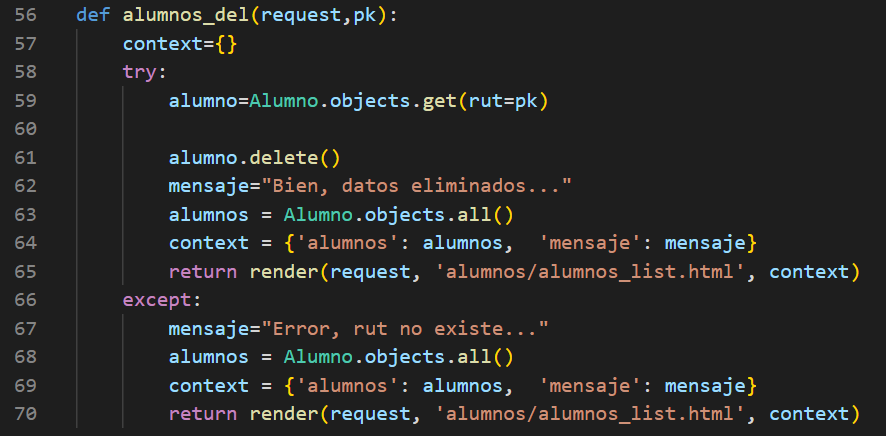 56 def alumnos_del(request,pk):
57     context={}
58     try:
59         alumno=Alumno.objects.get(rut=pk)
60
61         alumno.delete()
62         mensaje="Bien, datos eliminados..."
63         alumnos = Alumno.objects.all()
64         context = {'alumnos': alumnos,  'mensaje': mensaje}
65         return render(request, 'alumnos/alumnos_list.html', context)
66     except:
67         mensaje="Error, rut no existe..."
68         alumnos = Alumno.objects.all()
69         context = {'alumnos': alumnos,  'mensaje': mensaje}
70         return render(request, 'alumnos/alumnos_list.html', context)